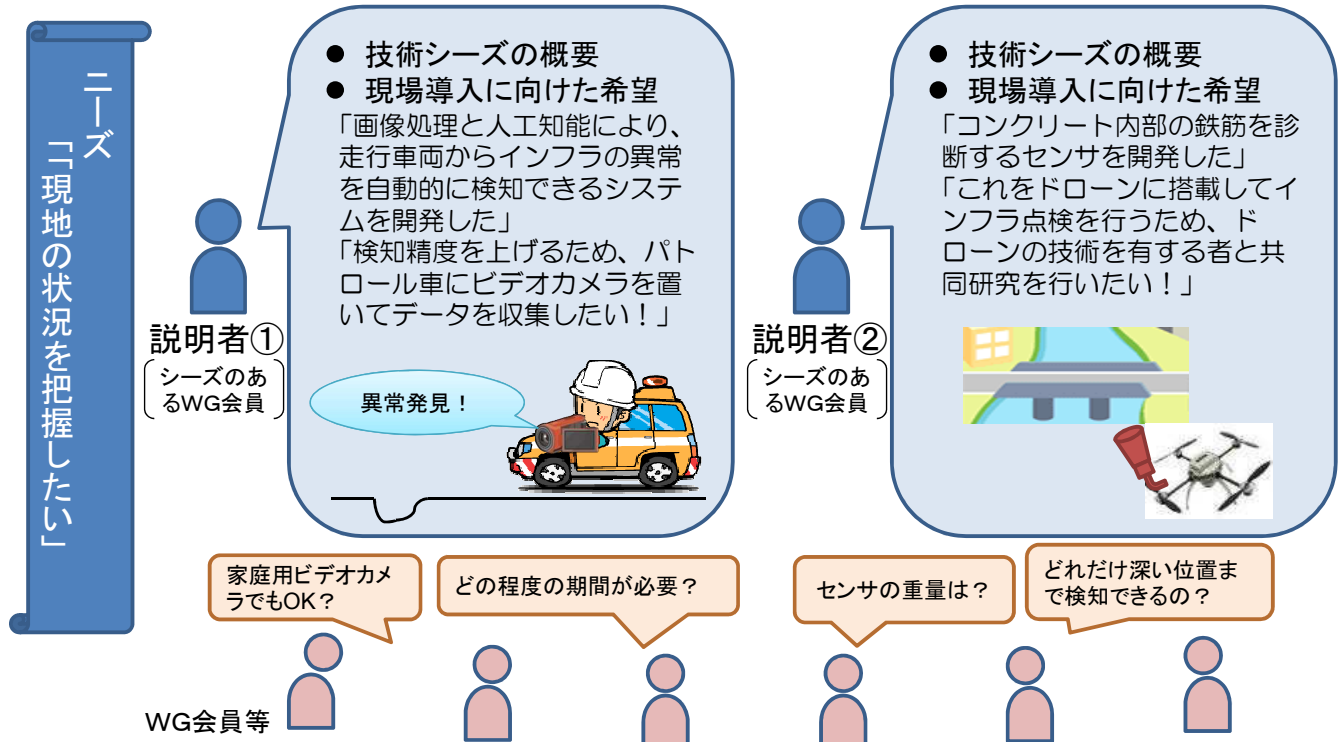 ニーズ
「「現地の状況を把握したい」
● 技術シーズの概要
● 現場導入に向けた希望
「画像処理と人工知能により、
走行車両からインフラの異常
を自動的に検知できるシステ
ムを開発した」
「検知精度を上げるため、パト
ロール車にビデオカメラを置
いてデータを収集したい！」
説明者①
シーズのあ
るWG会員
異常発見！
● 技術シーズの概要
● 現場導入に向けた希望
「コンクリート内部の鉄筋を診
断するセンサを開発した」
「これをドローンに搭載してイ
ンフラ点検を行うため、ド
ローンの技術を有する者と共
同研究を行いたい！」
説明者②
シーズのあ
るWG会員
家庭用ビデオカメ
ラでもOK？
どの程度の期間が必要？
センサの重量は？
どれだけ深い位置ま
で検知できるの？
WG会員等